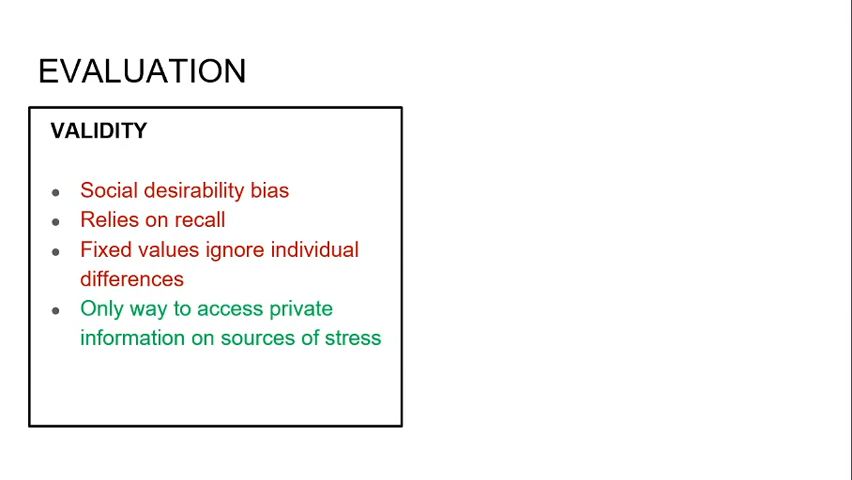 EVALUATION
VALIDITY
● Social desirability bias
● Relies on recall
● Fixed values ignore individual
differences
● Only way to access private
information on sources of stress